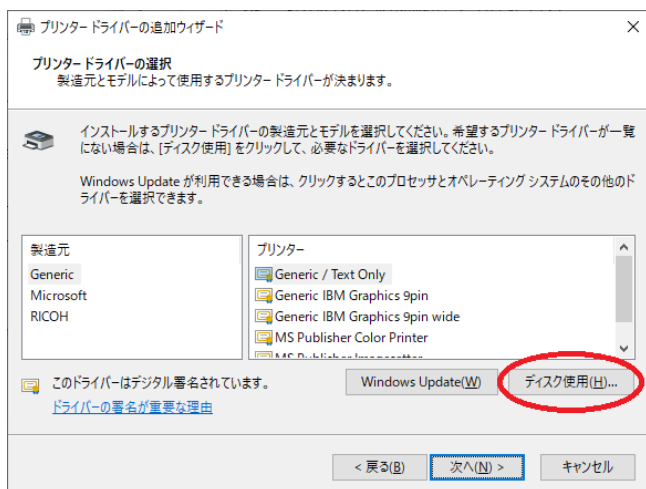 プリンター ドライバーの追加ウィザード
プリンター ドライバーの選択
製造元とモデルによって使用するプリンター ドライバーが決まります。
インストールするプリンター ドライバーの製造元とモデルを選択してください。希望するプリンター ドライバーが一覧
にない場合は、[ディスク使用] をクリックして、必要なドライバーを選択してください。
Windows Update が利用できる場合は、クリックするとこのプロセッサとオペレーティング システムのその他のド
ライバーを選択できます。
製造元
Generic
Microsoft
RICOH
プリンター
Generic / Text Only
Generic IBM Graphics 9pin
Generic IBM Graphics 9pin wide
MS Publisher Color Printer
MS Publisher Imagesetter
このドライバーはデジタル署名されています。
Windows Update(W)
ディスク使用(H)...
ドライバーの署名が重要な理由
< 戻る(B)
次へ(N) >
キャンセル